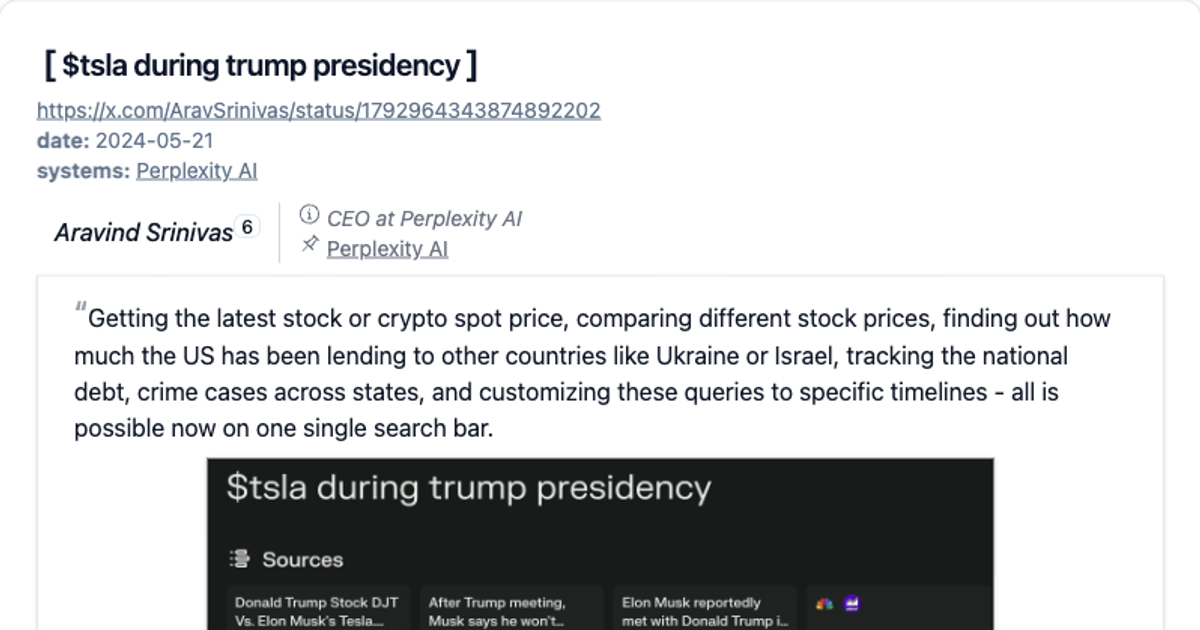 [ $tsla during trump presidency ]
https://x.com/AravSrinivas/status/1792964343874892202
date: 2024-05-21
systems: Perplexity AI
Aravind Srinivas 6
CEO at Perplexity AI
Perplexity AI
“Getting the latest stock or crypto spot price, comparing different stock prices, finding out how
much the US has been lending to other countries like Ukraine or Israel, tracking the national
debt, crime cases across states, and customizing these queries to specific timelines - all is
possible now on one single search bar.
$tsla during trump presidency
Sources
Donald Trump Stock DJT
Vs. Elon Musk's Tesla...
After Trump meeting,
Musk says he won't...
Elon Musk reportedly
met with Donald Trump i...